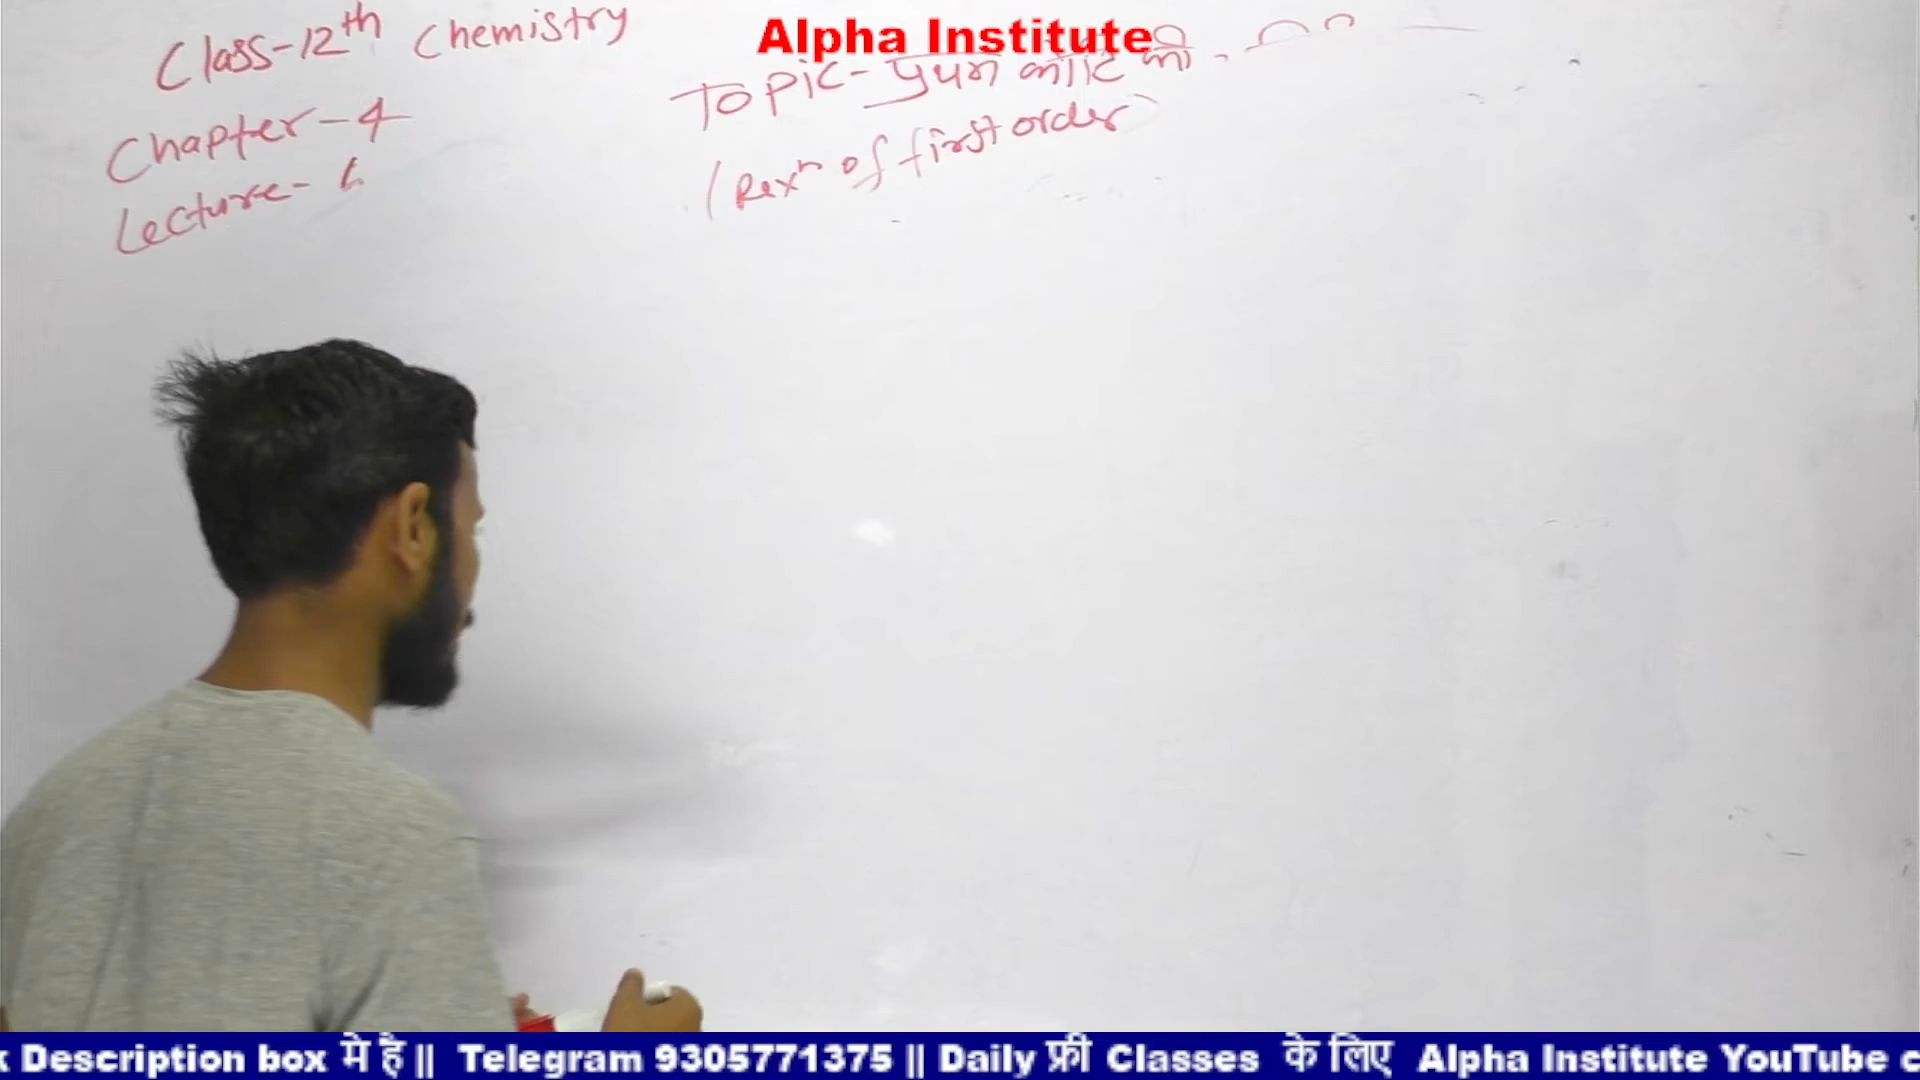 Class-12th Chemistry
Chapter-4
Lecture- 6
Alpha Institute
Topic- प्रथम कोटि की
(Rexn of first order)
k Description box मे है || Telegram 9305771375 || Daily फ्री Classes के लिए Alpha Institute YouTube c